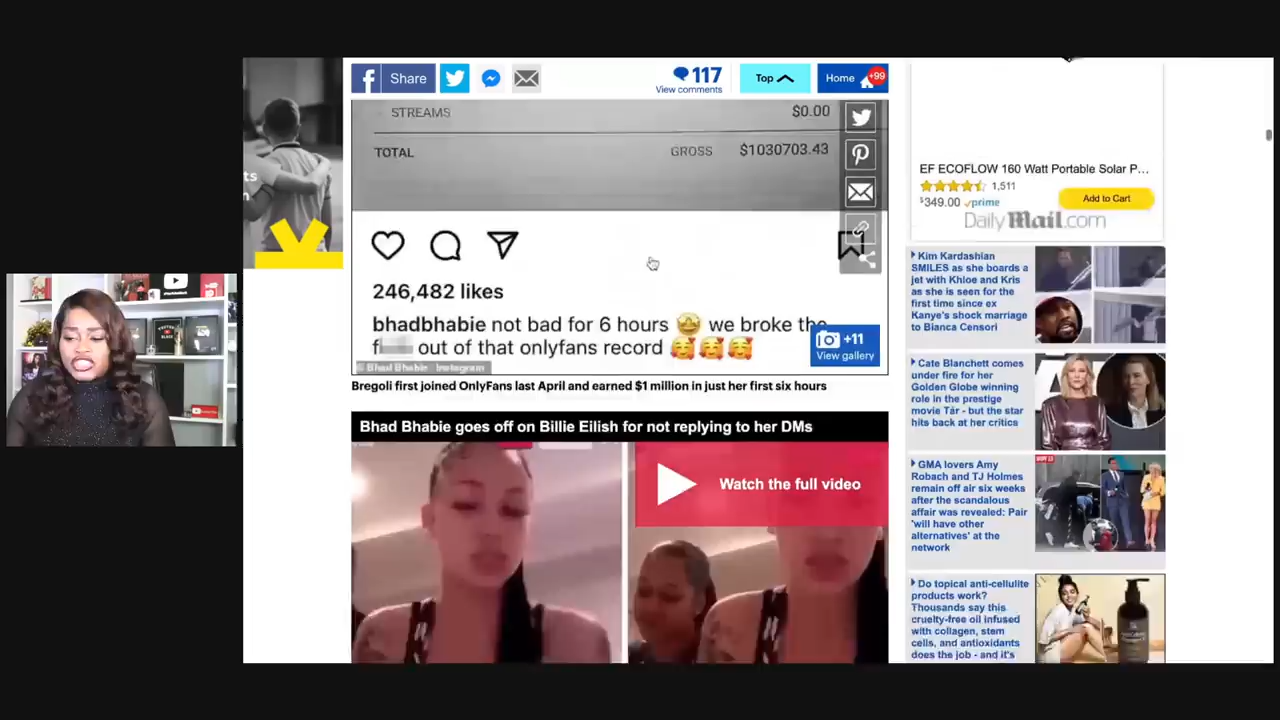 Share
117
View comments
Top
Home
+99
STREAMS
$0.00
TOTAL
GROSS
$1030703.43
246,482 likes
bhadbhabie not bad for 6 hours 🤩 we broke the
f out of that onlyfans record 🥰🥰🥰
+11
View gallery
© Bhad Bhabie Instagram
Bregoli first joined OnlyFans last April and earned $1 million in just her first six hours
Bhad Bhabie goes off on Billie Eilish for not replying to her DMs
Watch the full video
EF ECOFLOW 160 Watt Portable Solar P...
1,511
$349.00 prime
Add to Cart
Daily Mail.com
Kim Kardashian
SMILES as she boards a
jet with Khloe and Kris
as she is seen for the
first time since ex
Kanye's shock marriage
to Bianca Censori
Cate Blanchett comes
under fire for her
Golden Globe winning
role in the prestige
movie Tár - but the star
hits back at her critics
GMA lovers Amy
Robach and TJ Holmes
remain off air six weeks
after the scandalous
affair was revealed: Pair
'will have other
alternatives' at the
network
Do topical anti-cellulite
products work?
Thousands say this
cruelty-free oil infused
with collagen, stem
cells, and antioxidants
does the job - and it's